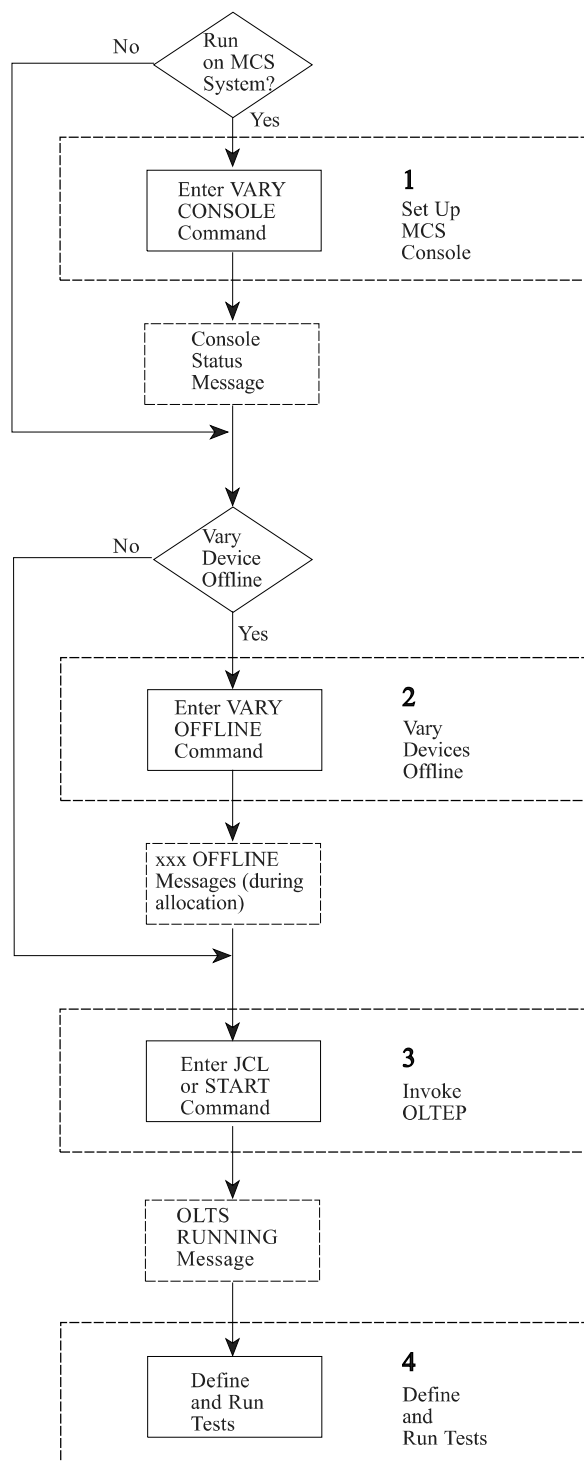 No
Run
on MCS
System?
Yes
Enter VARY
CONSOLE
Command
1
Set Up
MCS
Console
Console
Status
Message
No
Vary
Device
Offline
Yes
Enter VARY
OFFLINE
Command
2
Vary
Devices
Offline
xxx OFFLINE
Messages (during
allocation)
Enter JCL
or START
Command
3
Invoke
OLTEP
OLTS
RUNNING
Message
Define
and Run
Tests
4
Define
and
Run Tests